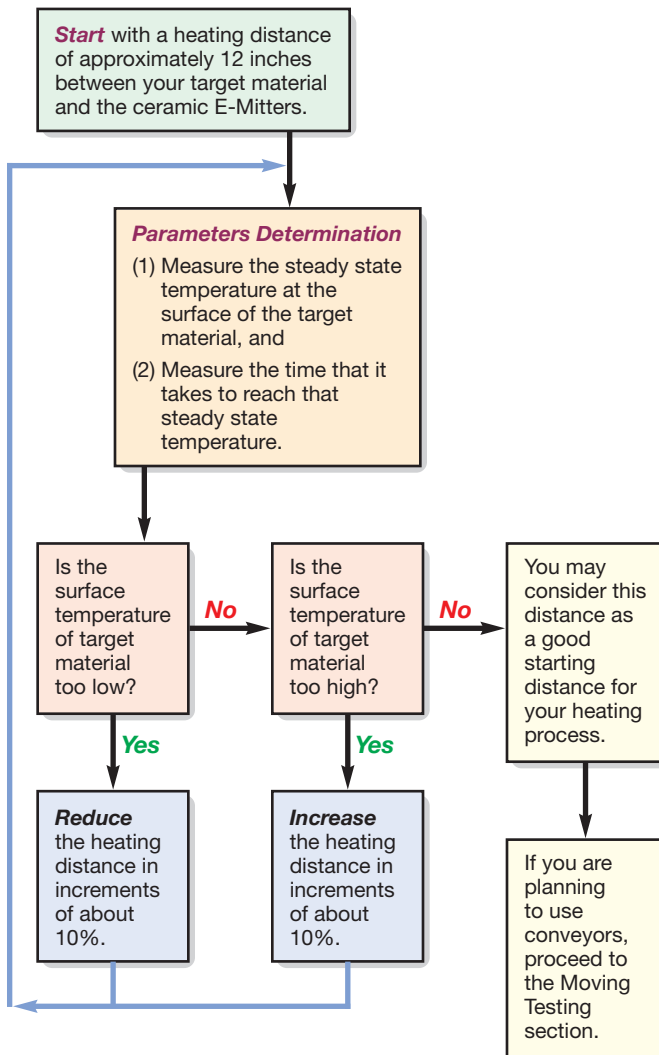 Start with a heating distance
of approximately 12 inches
between your target material
and the ceramic E-Mitters.
Parameters Determination
(1) Measure the steady state
temperature at the
surface of the target
material, and
(2) Measure the time that it
takes to reach that
steady state
temperature.
Is the
surface
temperature
of target
material
too low?
No
Is the
surface
temperature
of target
material
too high?
No
You may
consider this
distance as
a good
starting
distance for
your heating
process.
Yes
Yes
Reduce
the heating
distance in
increments
of about
10%.
Increase
the heating
distance in
increments
of about
10%.
If you are
planning
to use
conveyors,
proceed to
the Moving
Testing
section.